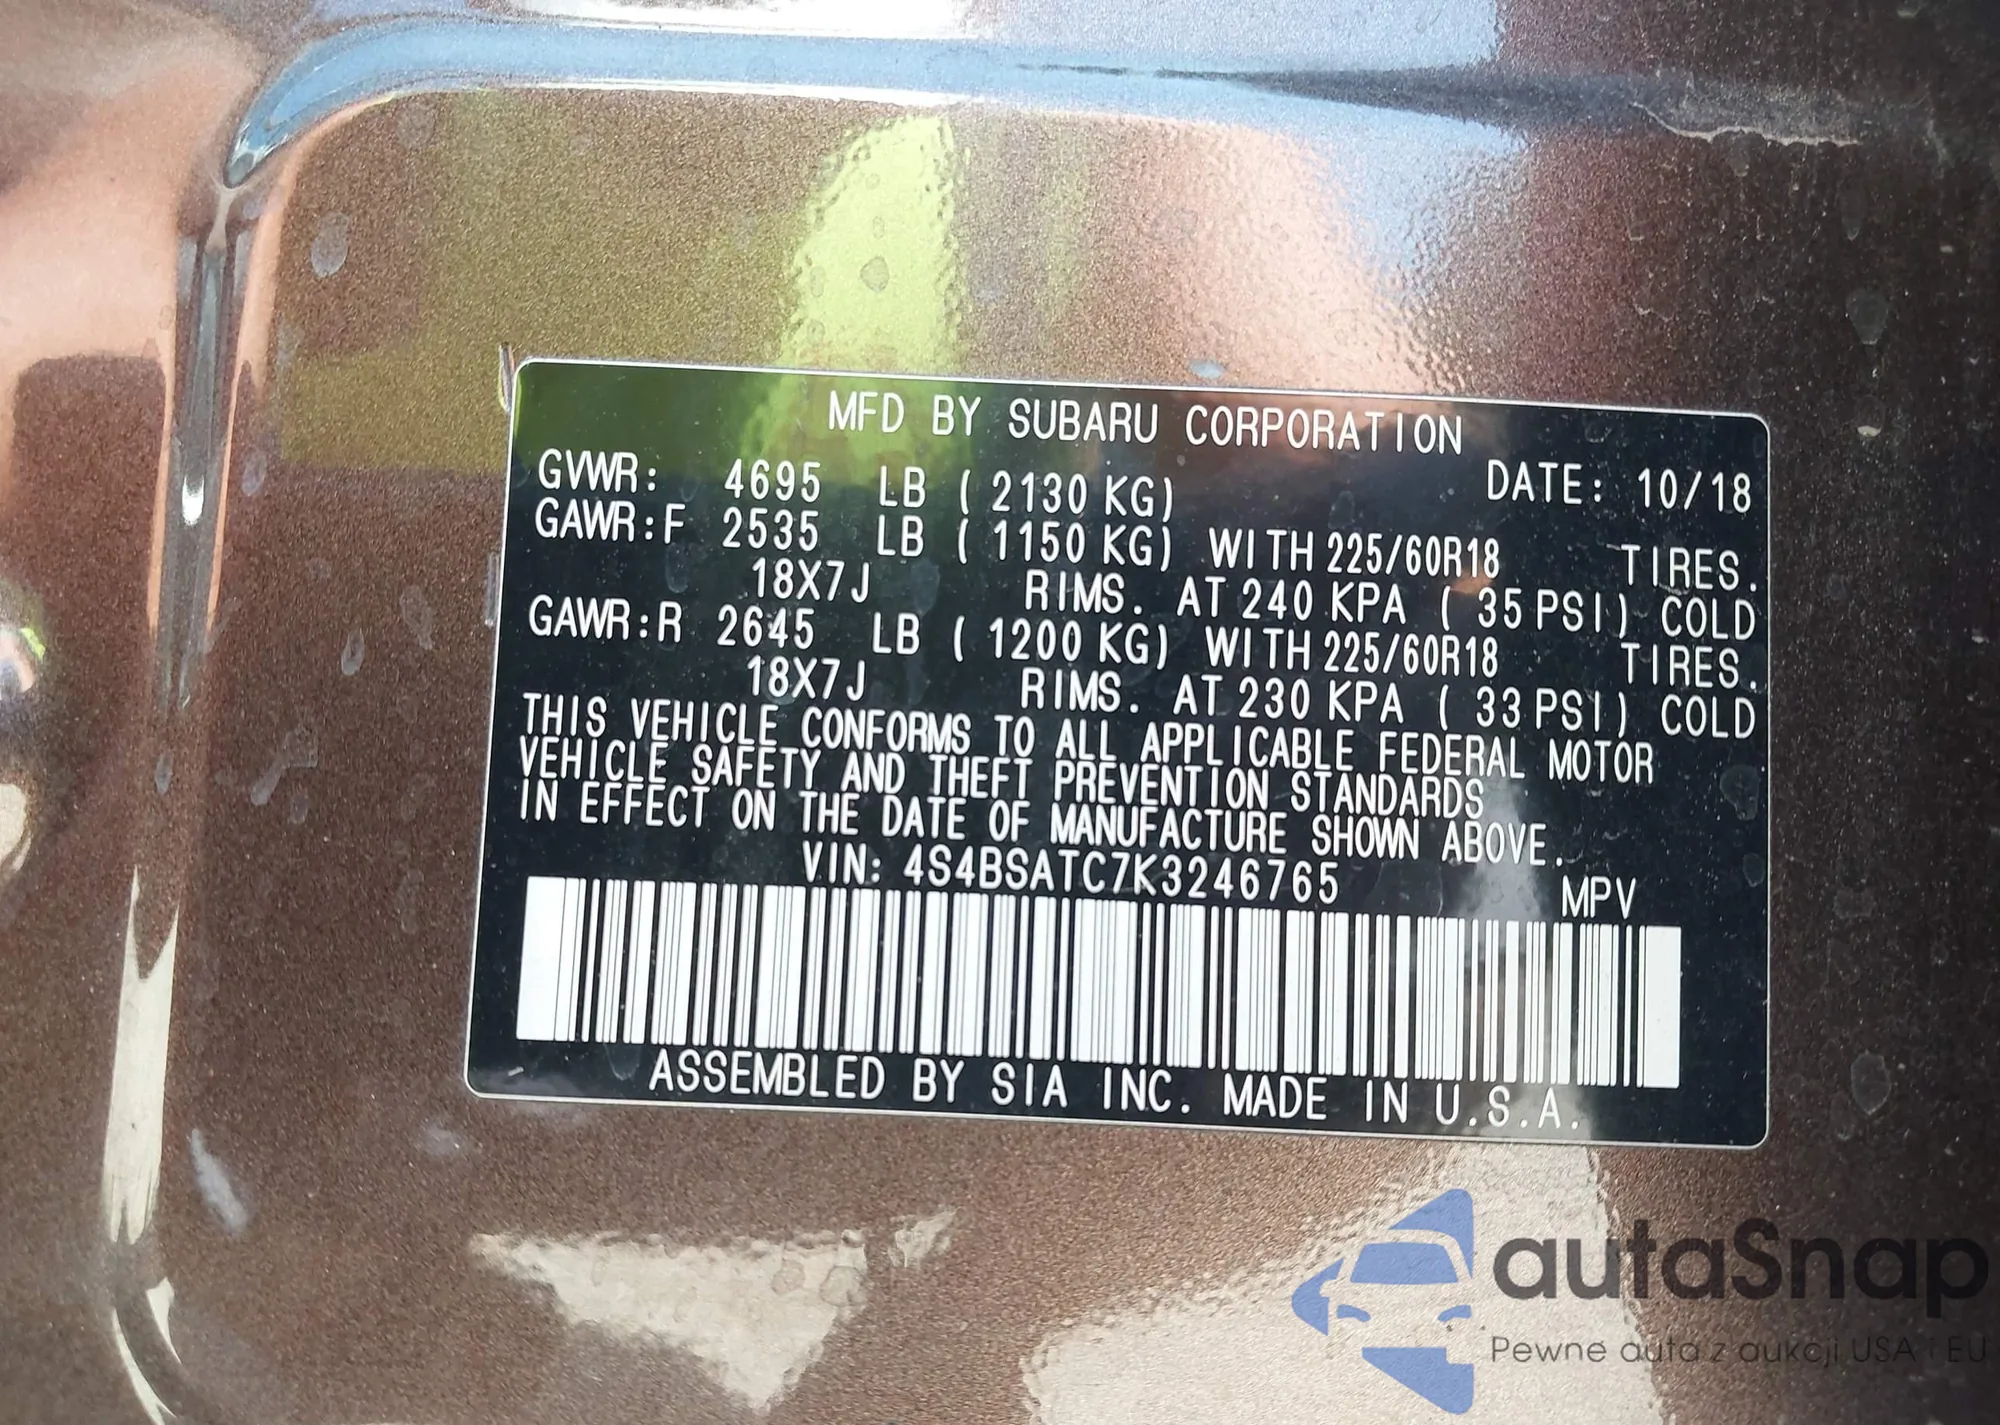 MFD BY SUBARU CORPORATION
GVWR: 4695 LB ( 2130 KG) DATE: 10/18
GAWR:F 2535 LB ( 1150 KG) WITH 225/60R18 TIRES.
18X7J RIMS. AT 240 KPA ( 35 PSI) COLD
GAWR:R 2645 LB ( 1200 KG) WITH 225/60R18 TIRES.
18X7J RIMS. AT 230 KPA ( 33 PSI) COLD
THIS VEHICLE CONFORMS TO ALL APPLICABLE FEDERAL MOTOR
VEHICLE SAFETY AND THEFT PREVENTION STANDARDS
IN EFFECT ON THE DATE OF MANUFACTURE SHOWN ABOVE.
VIN: 4S4BSATC7K3246765 MPV
ASSEMBLED BY SIA INC. MADE IN U.S.A.
autaSnap
Pewne auta z aukcji USA i EU